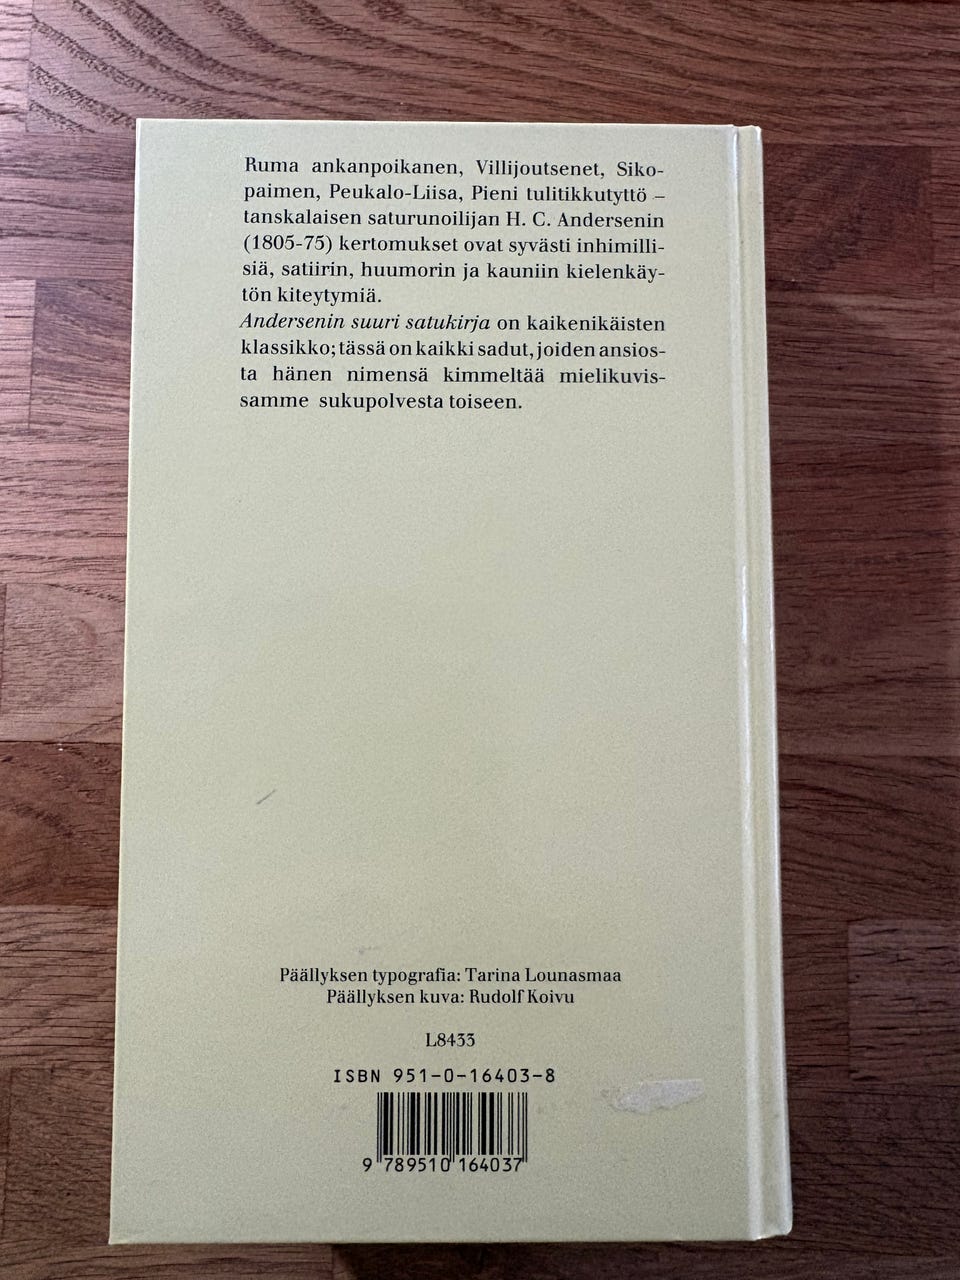 Ruma ankanpoikanen, Villijoutsenet, Siko-
paimen, Peukalo-Liisa, Pieni tulitikkutyttö –
tanskalaisen saturunoilijan H. C. Andersenin
(1805-75) kertomukset ovat syvästi inhimilli-
siä, satiirin, huumorin ja kauniin kielenkäy-
tön kiteytymiä.
Andersenin suuri satukirja on kaikenikäisten
klassikko; tässä on kaikki sadut, joiden ansios-
ta hänen nimensä kimmeltää mielikuvis-
samme sukupolvesta toiseen.
Päällyksen typografia: Tarina Lounasmaa
Päällyksen kuva: Rudolf Koivu
L8433
ISBN 951-0-16403-8
9 789510 164037